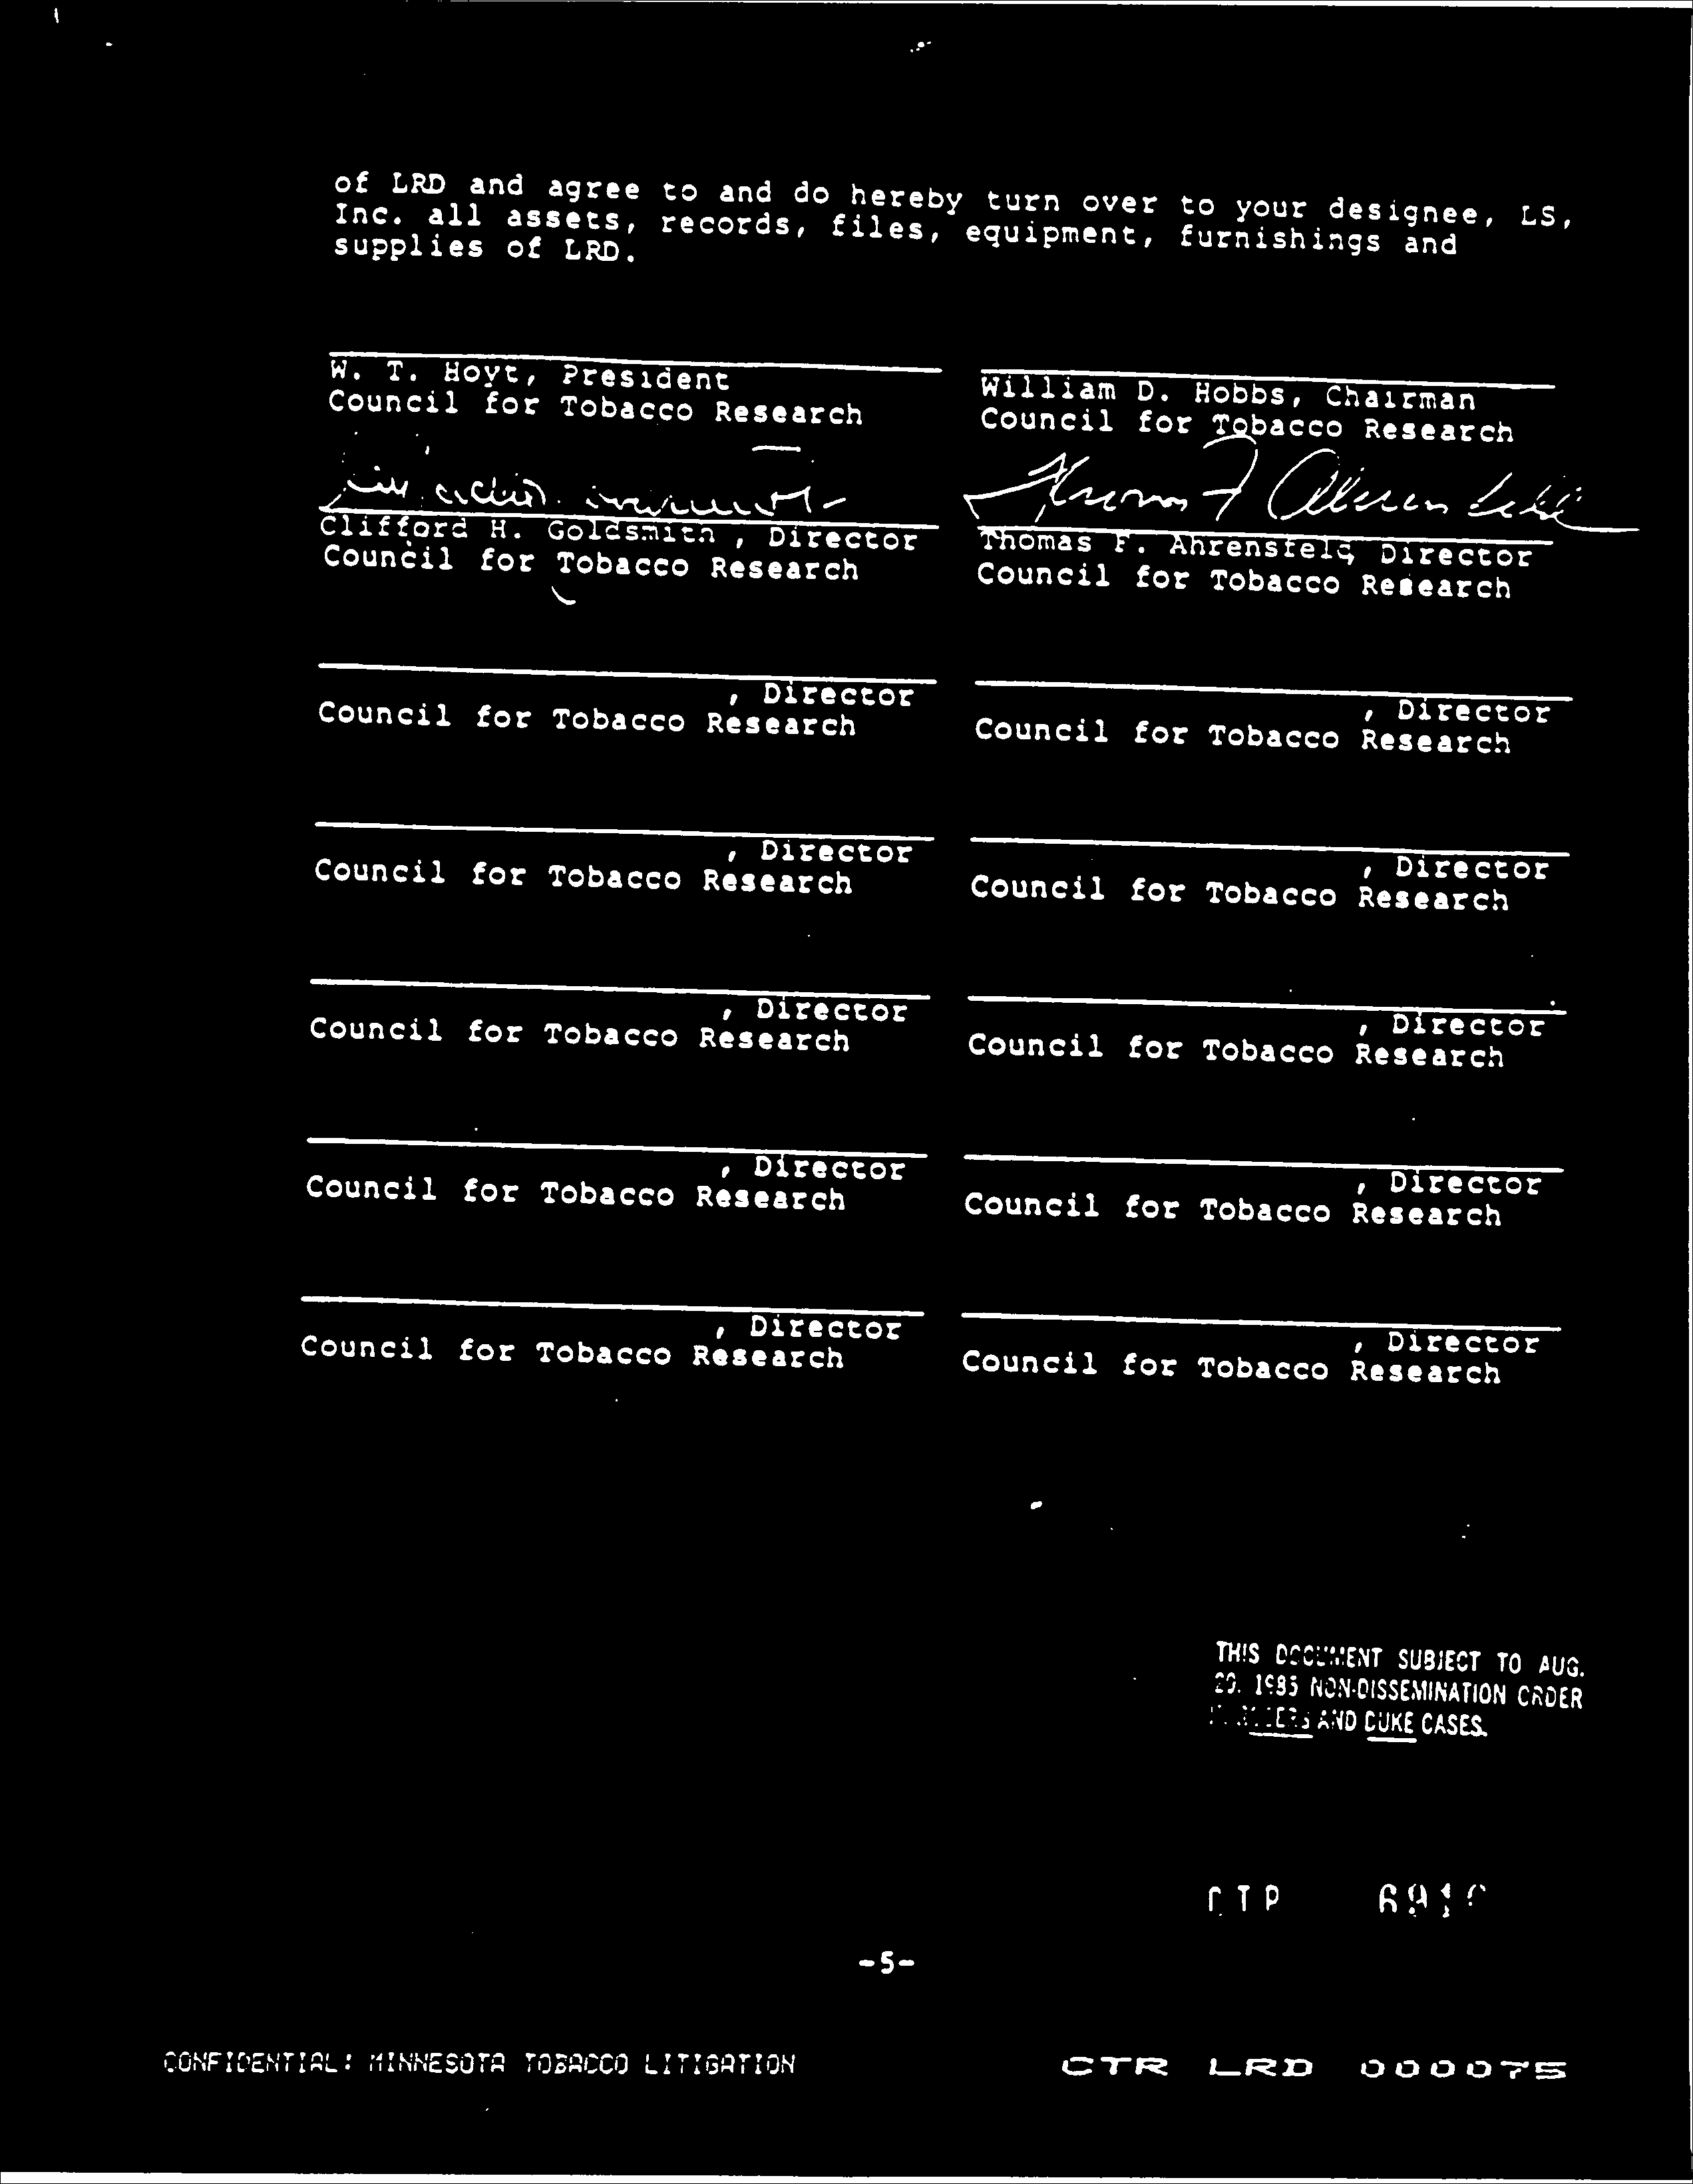 of LRD and agree to and do hereby turn over to your designee, LS,
Inc. all assets, records, files, equipment, furnishings and
supplies of LRD.
W. T. Hoyt, President
Council for Tobacco Research
William D. Hobbs, Chairman
Council for Tobacco Research
Clifford H. Goldsmith , Director
Council for Tobacco Research
Thomas F. Ahrensfeld, Director
Council for Tobacco Research
, Director
Council for Tobacco Research
, Director
Council for Tobacco Research
, Director
Council for Tobacco Research
, Director
Council for Tobacco Research
, Director
Council for Tobacco Research
, Director
Council for Tobacco Research
, Director
Council for Tobacco Research
, Director
Council for Tobacco Research
, Director
Council for Tobacco Research
, Director
Council for Tobacco Research
THIS DOCUMENT SUBJECT TO AUG.
1985 NON-DISSEMINATION ORDER
AND DUKE CASES.
-5-
CONFIDENTIAL: MINNESOTA TOBACCO LITIGATION
CTR LRD 000075